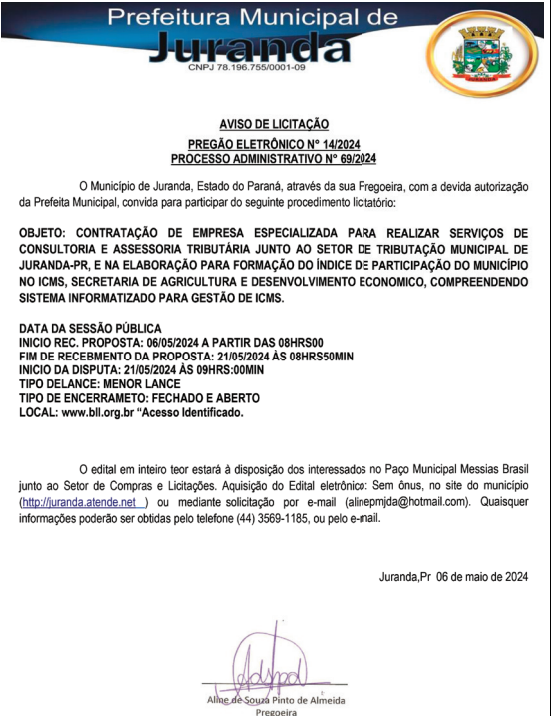 Prefeitura Municipal de
Juranda
CNPJ 78.196.755/0001-09
JURANDA
AVISO DE LICITAÇÃO
PREGÃO ELETRÔNICO N° 14/2024
PROCESSO ADMINISTRATIVO N° 69/2024
O Município de Juranda, Estado do Paraná, através da sua Fregoeira, com a devida autorização
da Prefeita Municipal, convida para participar do seguinte procedimento licitatório:
OBJETO: CONTRATAÇÃO DE EMPRESA ESPECIALIZADA PARA REALIZAR SERVIÇOS DE
CONSULTORIA E ASSESSORIA TRIBUTÁRIA JUNTO AO SETOR DE TRIBUTAÇÃO MUNICIPAL DE
JURANDA-PR, E NA ELABORAÇÃO PARA FORMAÇÃO DO ÍNDICE DE PARTICIPAÇÃO DO MUNICÍPIO
NO ICMS, SECRETARIA DE AGRICULTURA E DESENVOLVIMENTO ECONOMICO, COMPREENDENDO
SISTEMA INFORMATIZADO PARA GESTÃO DE ICMS.
DATA DA SESSÃO PÚBLICA
INICIO REC. PROPOSTA: 06/05/2024 A PARTIR DAS 08HRS00
FIM DE RECEBMENTO DA PROPOSTA: 21/05/2024 ÀS 08HRS50MIN
INICIO DA DISPUTA: 21/05/2024 ÀS 09HRS:00MIN
TIPO DELANCE: MENOR LANCE
TIPO DE ENCERRAMETO: FECHADO E ABERTO
LOCAL: www.bll.org.br “Acesso Identificado.
O edital em inteiro teor estará à disposição dos interessados no Paço Municipal Messias Brasil
junto ao Setor de Compras e Licitações. Aquisição do Edital eletrônico: Sem ônus, no site do município
(http://juranda.atende.net ) ou mediante solicitação por e-mail (alinepmjda@hotmail.com). Quaisquer
informações poderão ser obtidas pelo telefone (44) 3569-1185, ou pelo e-mail.
Juranda,Pr 06 de maio de 2024
Aline de Souza Pinto de Almeida
Pregoeira